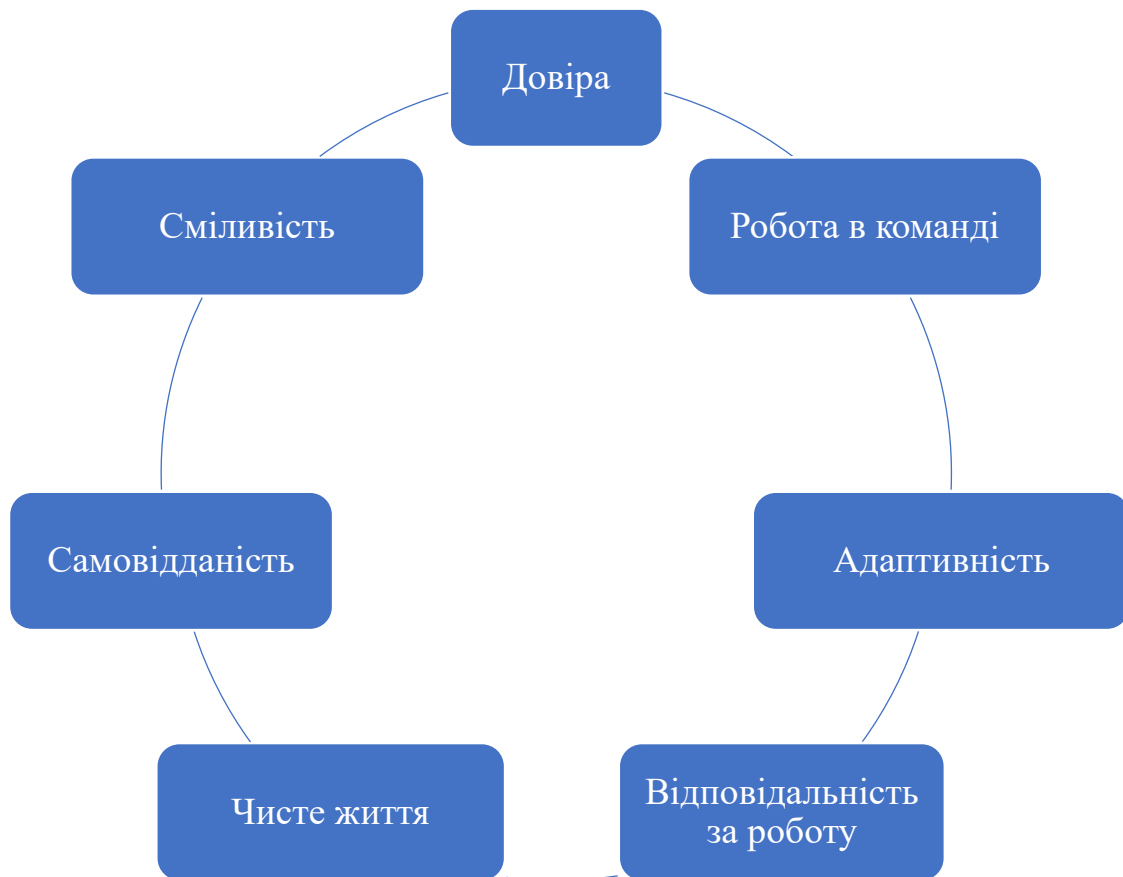 Довіра
Сміливість
Робота в команді
Самовідданість
Адаптивність
Чисте життя
Відповідальність
за роботу